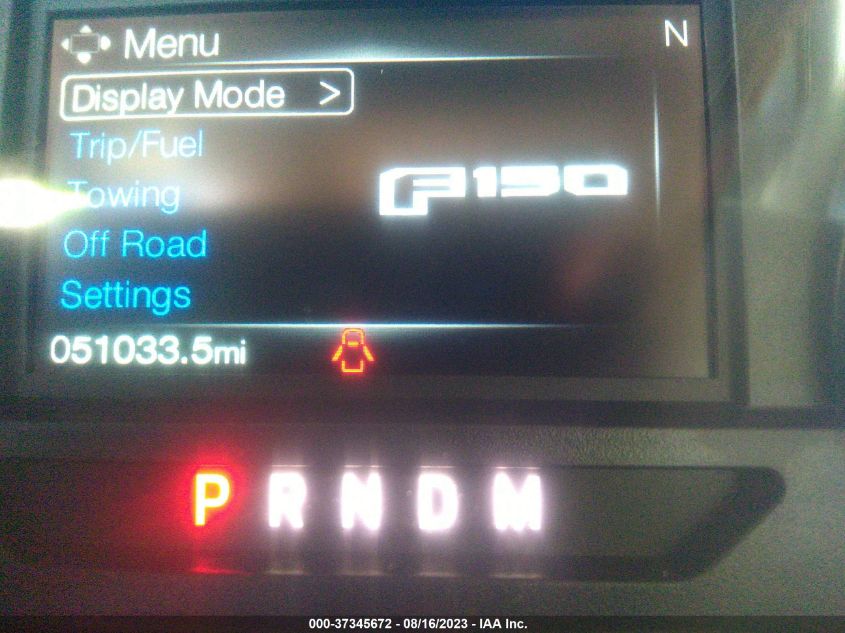 Menu
N
Display Mode >
Trip/Fuel
Towing
Off Road
Settings
F150
051033.5mi
P R N D M
000-37345672 - 08/16/2023 - IAA Inc.